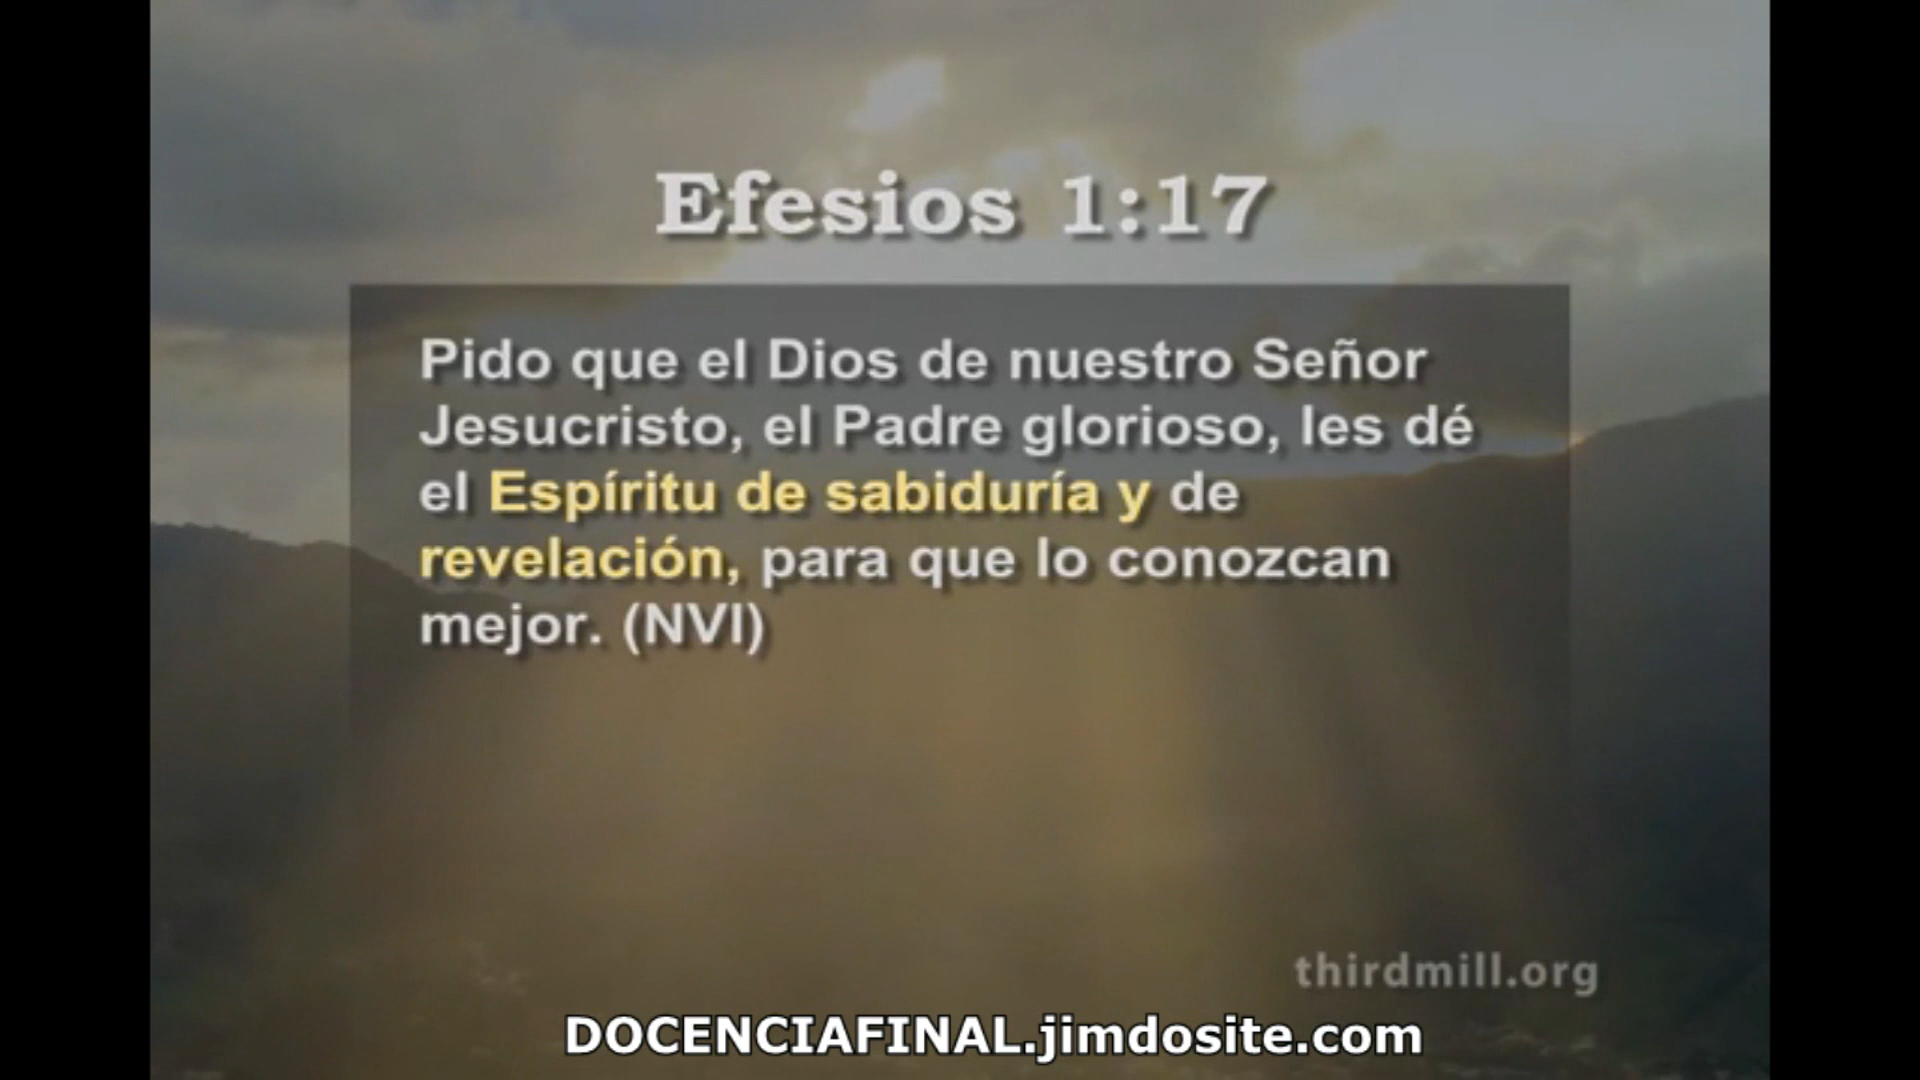 Efesios 1:17
Pido que el Dios de nuestro Señor
Jesucristo, el Padre glorioso, les dé
el Espíritu de sabiduría y de
revelación, para que lo conozcan
mejor. (NVI)
thirdmill.org
DOCENCIAFINAL.jimdosite.com